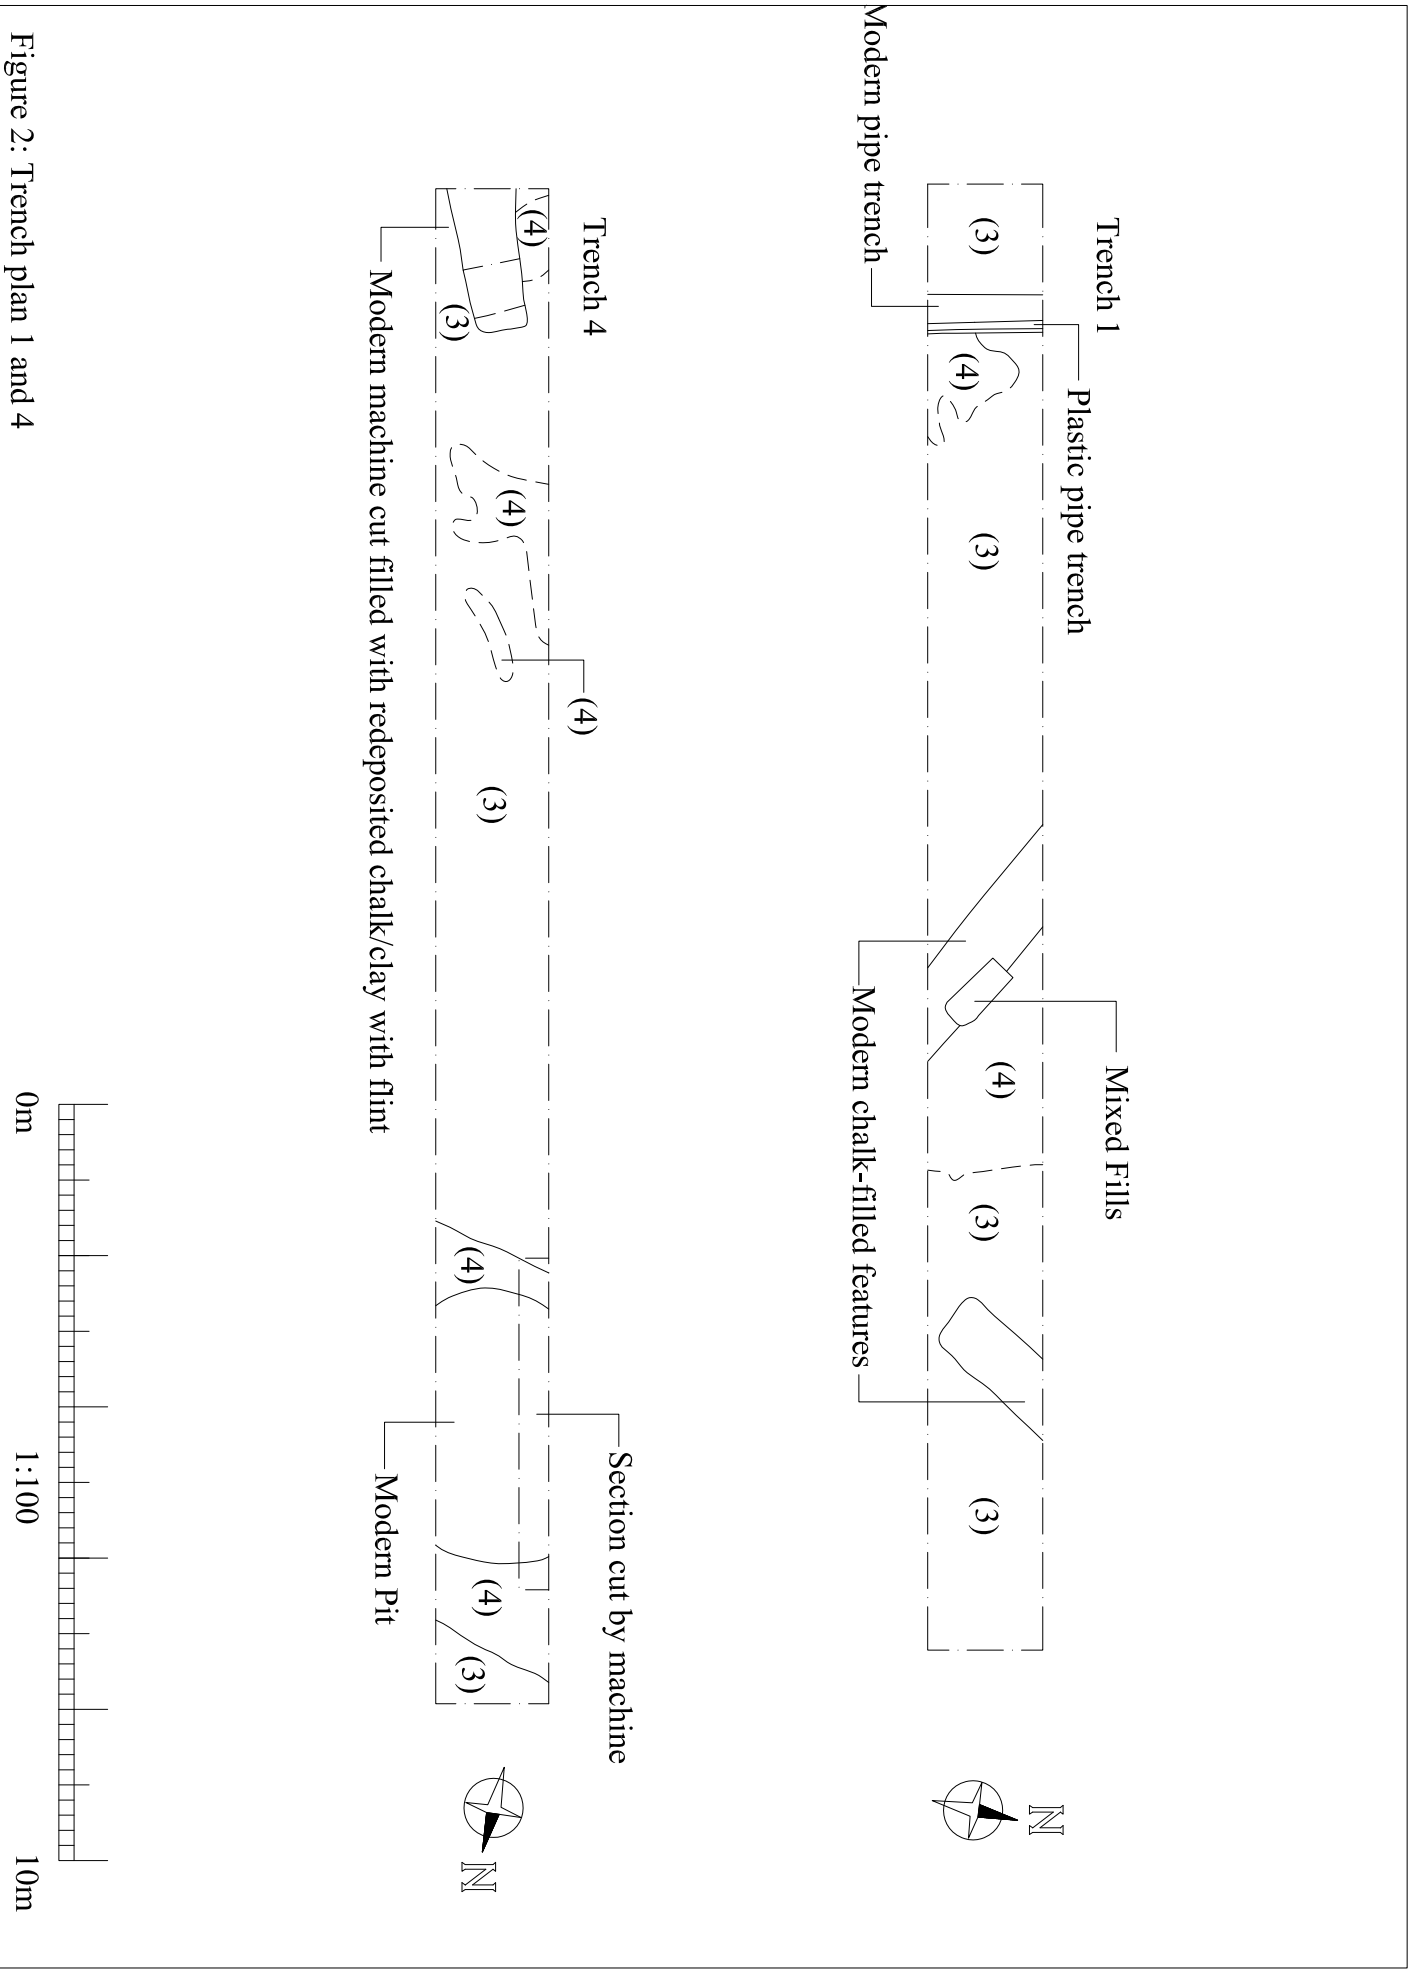 Trench 1
Plastic pipe trench
Mixed Fills
(3)
(4)
(3)
(4)
(3)
(3)
N
Modern pipe trench
Modern chalk-filled features
Trench 4
(4)
Section cut by machine
(4)
(3)
(4)
(3)
(4)
(4)
(3)
N
Modern machine cut filled with redeposited chalk/clay with flint
Modern Pit
0m
1:100
10m
Figure 2: Trench plan 1 and 4